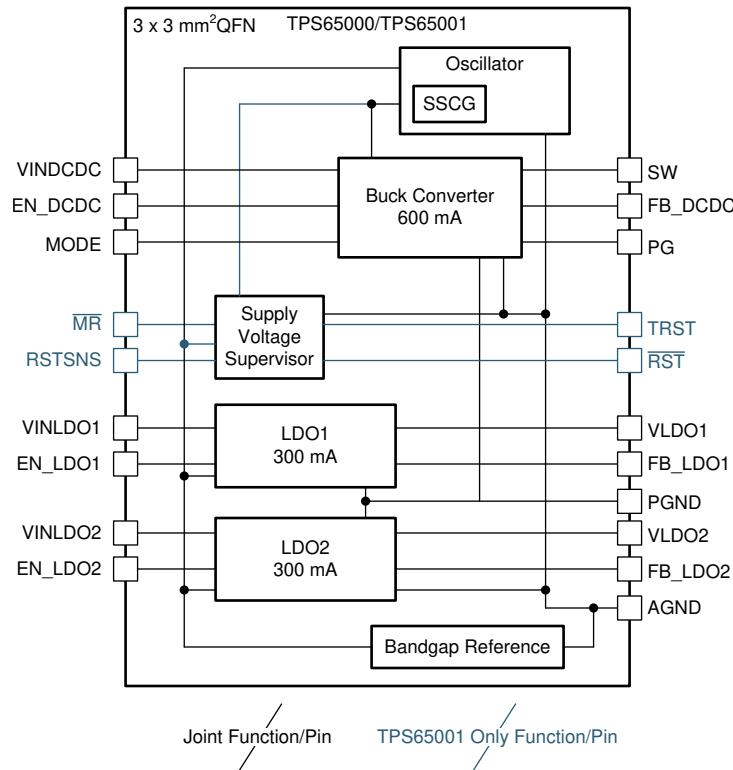 3 x 3 mm²QFN TPS65000/TPS65001
Oscillator
SSCG
VINDCDC
EN_DCDC
MODE
Buck Converter
600 mA
SW
FB_DCDC
PG
MR
RSTSNS
Supply
Voltage
Supervisor
TRST
RST
VINLDO1
EN_LDO1
LDO1
300 mA
VLDO1
FB_LDO1
PGND
VINLDO2
EN_LDO2
LDO2
300 mA
VLDO2
FB_LDO2
AGND
Bandgap Reference
Joint Function/Pin
TPS65001 Only Function/Pin